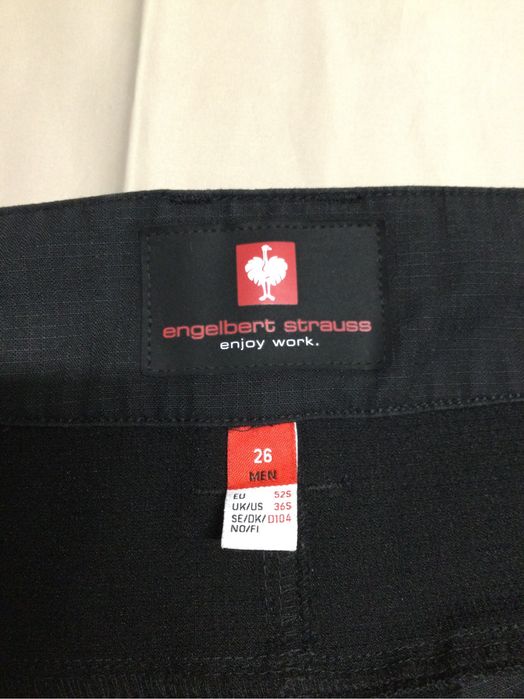 engelbert strauss
enjoy work.
26
MEN
EU 52S
UK/US 36S
SE/DK/ D104
NO/FI